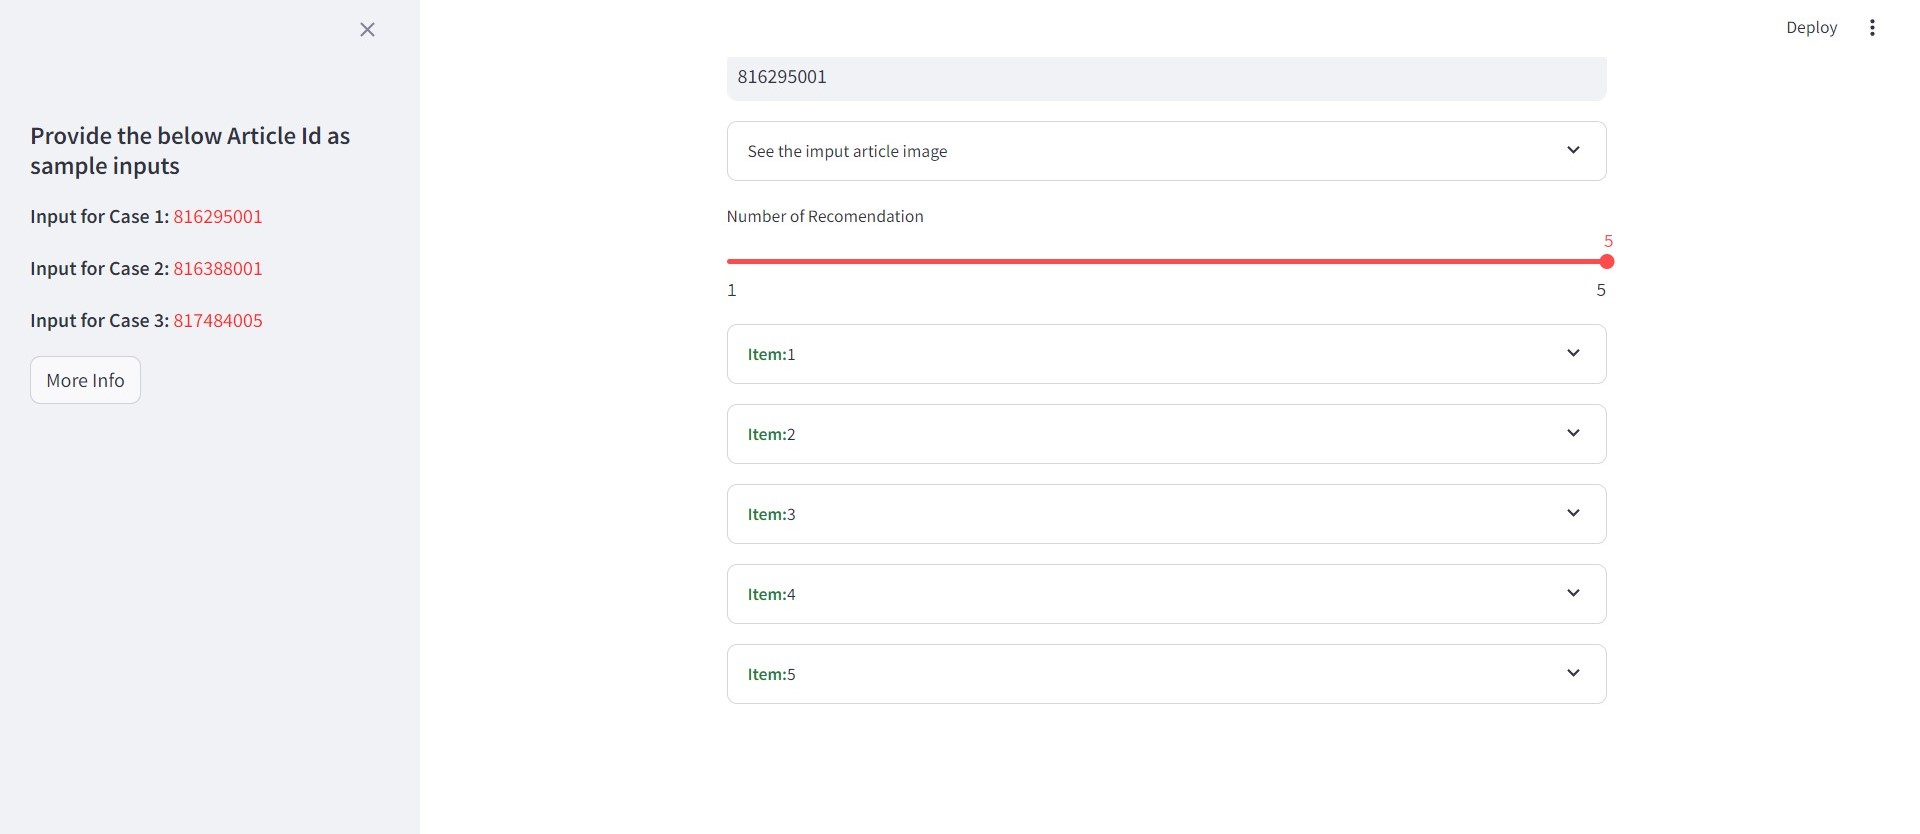 Provide the below Article Id as
sample inputs
Input for Case 1: 816295001
Input for Case 2: 816388001
Input for Case 3: 817484005
More Info
Deploy
816295001
See the imput article image
Number of Recomendation
5
1 5
Item:1
Item:2
Item:3
Item:4
Item:5